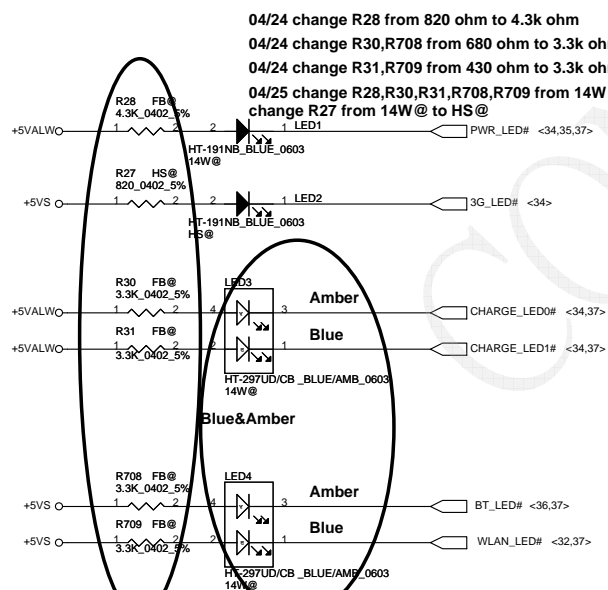 04/24 change R28 from 820 ohm to 4.3k ohm
04/24 change R30,R708 from 680 ohm to 3.3k
04/24 change R31,R709 from 430 ohm to 3.3k
04/25 change R28,R30,R31,R708,R709 from 14W
change R27 from 14W@ to HS@
R28 FB@
4.3K_0402_5%
+5VALW 1 2 2 1 LED1 PWR_LED# <34,35,37>
HT-191NB_BLUE_0603
14W@
R27 HS@
820_0402_5%
+5VS 1 2 2 1 LED2 3G_LED# <34>
HT-191NB_BLUE_0603
HS@
R30 FB@
3.3K_0402_5%
LED3
Amber
+5VALW 1 2 4 3 CHARGE_LED0# <34,37>
R31 FB@
Blue
+5VALW 1 2 2 1 CHARGE_LED1# <34,37>
3.3K_0402_5%
HT-297UD/CB _BLUE/AMB_0603
14W@
Blue&Amber
R708 FB@
3.3K_0402_5%
LED4
Amber
+5VS 1 2 4 3 BT_LED# <36,37>
R709 FB@
Blue
+5VS 1 2 2 1 WLAN_LED# <32,37>
3.3K_0402_5%
HT-297UD/CB _BLUE/AMB_0603
14W@